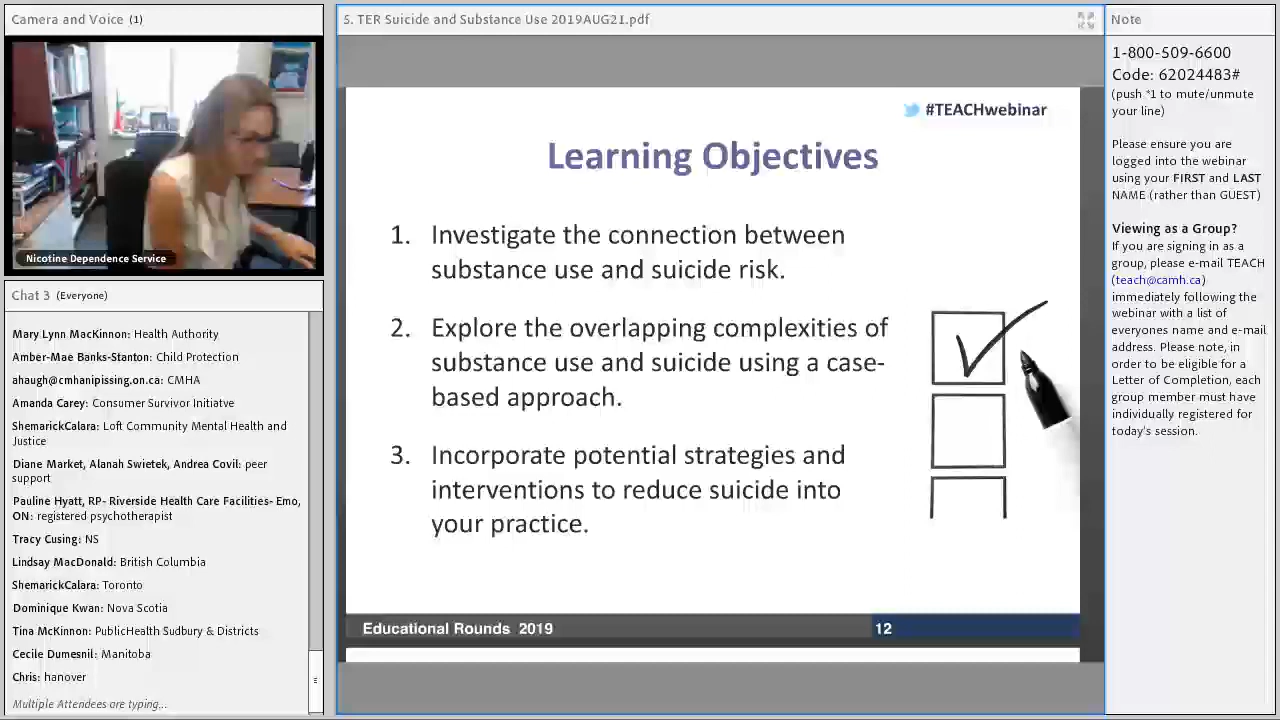 Camera and Voice (1)
Nicotine Dependence Service
Chat 3 (Everyone)
Mary Lynn MacKinnon: Health Authority
Amber-Mae Banks-Stanton: Child Protection
ahaugh@cmhanipissing.on.ca: CMHA
Amanda Carey: Consumer Survivor Initiatve
ShemarickCalara: Loft Community Mental Health and
Justice
Diane Market, Alanah Swietek, Andrea Covil: peer
support
Pauline Hyatt, RP- Riverside Health Care Facilities- Emo,
ON: registered psychotherapist
Tracy Cusing: NS
Lindsay MacDonald: British Columbia
ShemarickCalara: Toronto
Dominique Kwan: Nova Scotia
Tina McKinnon: PublicHealth Sudbury & Districts
Cecile Dumesnil: Manitoba
Chris: hanover
Multiple Attendees are typing...
5. TER Suicide and Substance Use 2019AUG21.pdf
#TEACHwebinar
Learning Objectives
1. Investigate the connection between
substance use and suicide risk.
2. Explore the overlapping complexities of
substance use and suicide using a case-
based approach.
3. Incorporate potential strategies and
interventions to reduce suicide into
your practice.
Educational Rounds 2019
12
Note
1-800-509-6600
Code: 62024483#
(push *1 to mute/unmute
your line)
Please ensure you are
logged into the webinar
using your FIRST and LAST
NAME (rather than GUEST)
Viewing as a Group?
If you are signing in as a
group, please e-mail TEACH
(teach@camh.ca)
immediately following the
webinar with a list of
everyones name and e-mail
address. Please note, in
order to be eligible for a
Letter of Completion, each
group member must have
individually registered for
today's session.